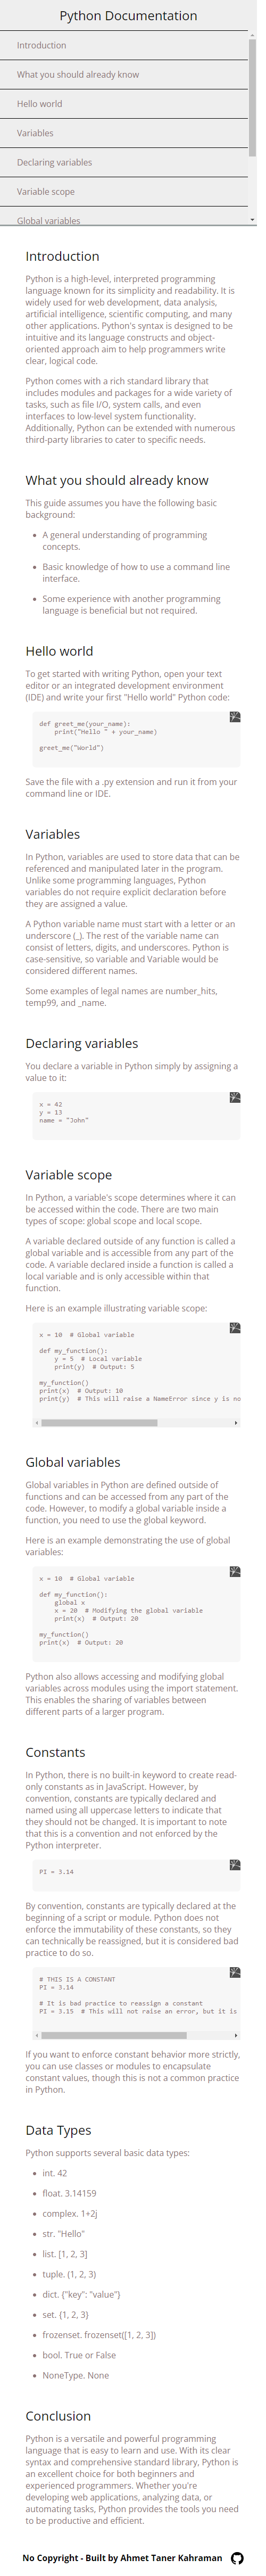 Python Documentation
Introduction
What you should already know
Hello world
Variables
Declaring variables
Variable scope
Global variables
Introduction
Python is a high-level, interpreted programming
language known for its simplicity and readability. It is
widely used for web development, data analysis,
artificial intelligence, scientific computing, and many
other applications. Python's syntax is designed to be
intuitive and its language constructs and object-
oriented approach aim to help programmers write
clear, logical code.
Python comes with a rich standard library that
includes modules and packages for a wide variety of
tasks, such as file I/O, system calls, and even
interfaces to low-level system functionality.
Additionally, Python can be extended with numerous
third-party libraries to cater to specific needs.
What you should already know
This guide assumes you have the following basic
background:
• A general understanding of programming
concepts.
• Basic knowledge of how to use a command line
interface.
• Some experience with another programming
language is beneficial but not required.
Hello world
To get started with writing Python, open your text
editor or an integrated development environment
(IDE) and write your first "Hello world" Python code:
def greet_me(your_name):
    print("Hello " + your_name)
greet_me("World")
Save the file with a .py extension and run it from your
command line or IDE.
Variables
In Python, variables are used to store data that can be
referenced and manipulated later in the program.
Unlike some programming languages, Python
variables do not require explicit declaration before
they are assigned a value.
A Python variable name must start with a letter or an
underscore (_). The rest of the variable name can
consist of letters, digits, and underscores. Python is
case-sensitive, so variable and Variable would be
considered different names.
Some examples of legal names are number_hits,
temp99, and _name.
Declaring variables
You declare a variable in Python simply by assigning a
value to it:
x = 42
y = 13
name = "John"
Variable scope
In Python, a variable's scope determines where it can
be accessed within the code. There are two main
types of scope: global scope and local scope.
A variable declared outside of any function is called a
global variable and is accessible from any part of the
code. A variable declared inside a function is called a
local variable and is only accessible within that
function.
Here is an example illustrating variable scope:
x = 10  # Global variable
def my_function():
    y = 5  # Local variable
    print(y)  # Output: 5
my_function()
print(x)  # Output: 10
print(y)  # This will raise a NameError since y is no
Global variables
Global variables in Python are defined outside of
functions and can be accessed from any part of the
code. However, to modify a global variable inside a
function, you need to use the global keyword.
Here is an example demonstrating the use of global
variables:
x = 10  # Global variable
def my_function():
    global x
    x = 20  # Modifying the global variable
    print(x)  # Output: 20
my_function()
print(x)  # Output: 20
Python also allows accessing and modifying global
variables across modules using the import statement.
This enables the sharing of variables between
different parts of a larger program.
Constants
In Python, there is no built-in keyword to create read-
only constants as in JavaScript. However, by
convention, constants are typically declared and
named using all uppercase letters to indicate that
they should not be changed. It is important to note
that this is a convention and not enforced by the
Python interpreter.
PI = 3.14
By convention, constants are typically declared at the
beginning of a script or module. Python does not
enforce the immutability of these constants, so they
can technically be reassigned, but it is considered bad
practice to do so.
# THIS IS A CONSTANT
PI = 3.14
# It is bad practice to reassign a constant
PI = 3.15  # This will not raise an error, but it is
If you want to enforce constant behavior more strictly,
you can use classes or modules to encapsulate
constant values, though this is not a common practice
in Python.
Data Types
Python supports several basic data types:
• int. 42
• float. 3.14159
• complex. 1+2j
• str. "Hello"
• list. [1, 2, 3]
• tuple. (1, 2, 3)
• dict. {"key": "value"}
• set. {1, 2, 3}
• frozenset. frozenset([1, 2, 3])
• bool. True or False
• NoneType. None
Conclusion
Python is a versatile and powerful programming
language that is easy to learn and use. With its clear
syntax and comprehensive standard library, Python is
an excellent choice for both beginners and
experienced programmers. Whether you're
developing web applications, analyzing data, or
automating tasks, Python provides the tools you need
to be productive and efficient.
No Copyright - Built by Ahmet Taner Kahraman